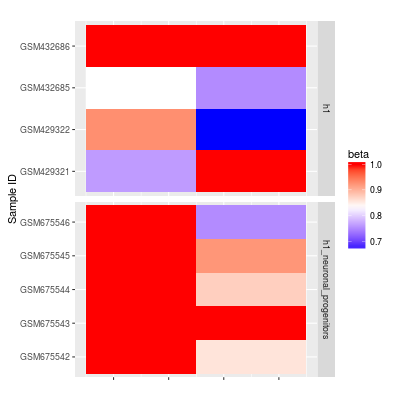 GSM432686
GSM432685
GSM429322
GSM429321
h1
GSM675546
GSM675545
GSM675544
GSM675543
GSM675542
h1_neuronal_progenitors
Sample ID
beta
1.0
0.9
0.8
0.7